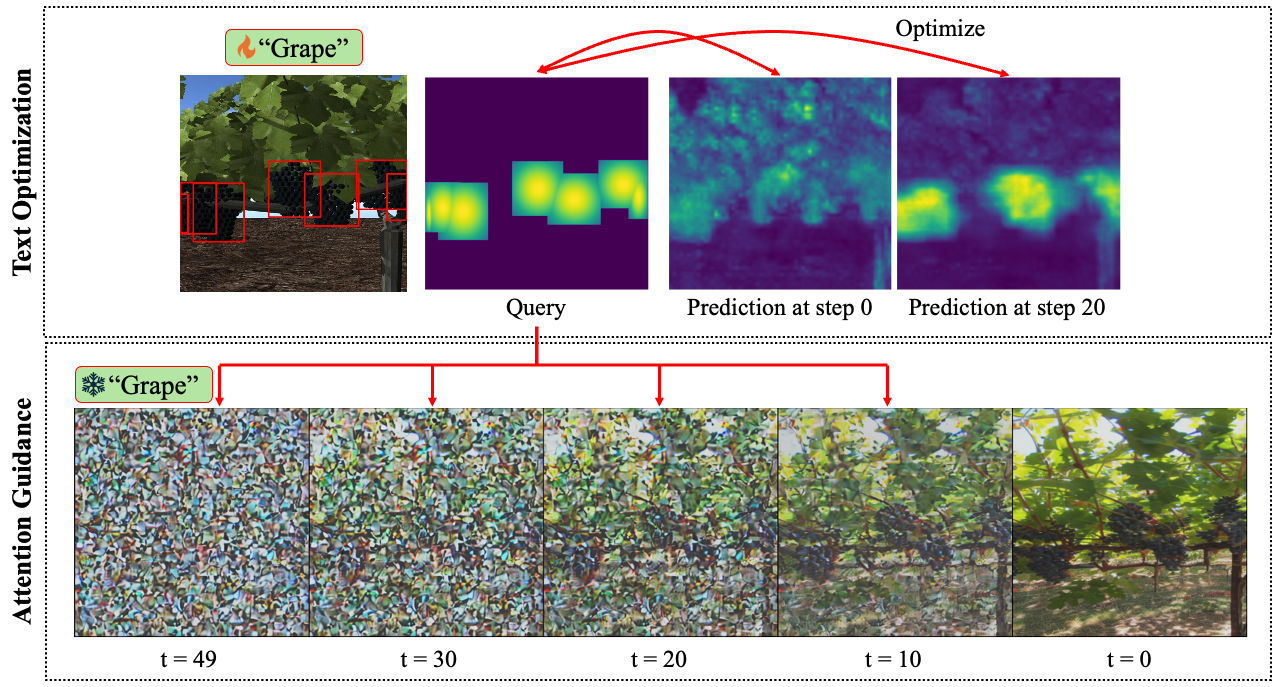 Text Optimization
“Grape”
Optimize
Query
Prediction at step 0
Prediction at step 20
Attention Guidance
“Grape”
t = 49
t = 30
t = 20
t = 10
t = 0